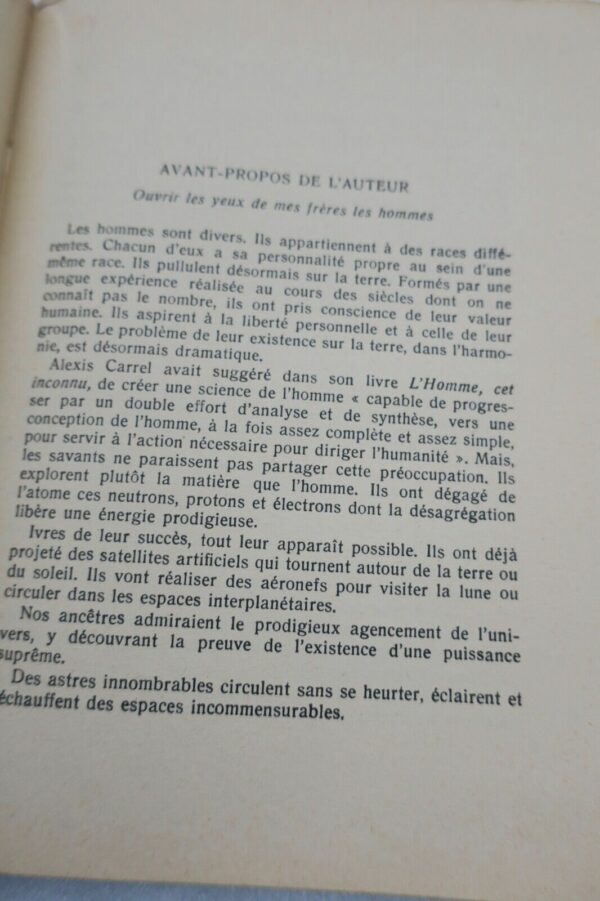 AVANT-PROPOS DE L'AUTEUR
Ouvrir les yeux de mes frères les hommes
Les hommes sont divers. Ils appartiennent à des races diffé-
rentes. Chacun d'eux a sa personnalité propre au sein d'une
même race. Ils pullulent désormais sur la terre. Formés par une
longue expérience réalisée au cours des siècles dont on ne
connaît pas le nombre, ils ont pris conscience de leur valeur
humaine. Ils aspirent à la liberté personnelle et à celle de leur
groupe. Le problème de leur existence sur la terre, dans l'harmo-
nie, est désormais dramatique.
Alexis Carrel avait suggéré dans son livre L'Homme, cet
inconnu, de créer une science de l'homme « capable de progres-
ser par un double effort d'analyse et de synthèse, vers une
conception de l'homme, à la fois assez complète et assez simple,
pour servir à l'action nécessaire pour diriger l'humanité ». Mais,
les savants ne paraissent pas partager cette préoccupation. Ils
explorent plutôt la matière que l'homme. Ils ont dégagé de
l'atome ces neutrons, protons et électrons dont la désagrégation
libère une énergie prodigieuse.
Ivres de leur succès, tout leur apparaît possible. Ils ont déjà
projeté des satellites artificiels qui tournent autour de la terre ou
du soleil. Ils vont réaliser des aéronefs pour visiter la lune ou
circuler dans les espaces interplanétaires.
Nos ancêtres admiraient le prodigieux agencement de l'uni-
vers, y découvrant la preuve de l'existence d'une puissance
suprême.
Des astres innombrables circulent sans se heurter, éclairent et
échauffent des espaces incommensurables.